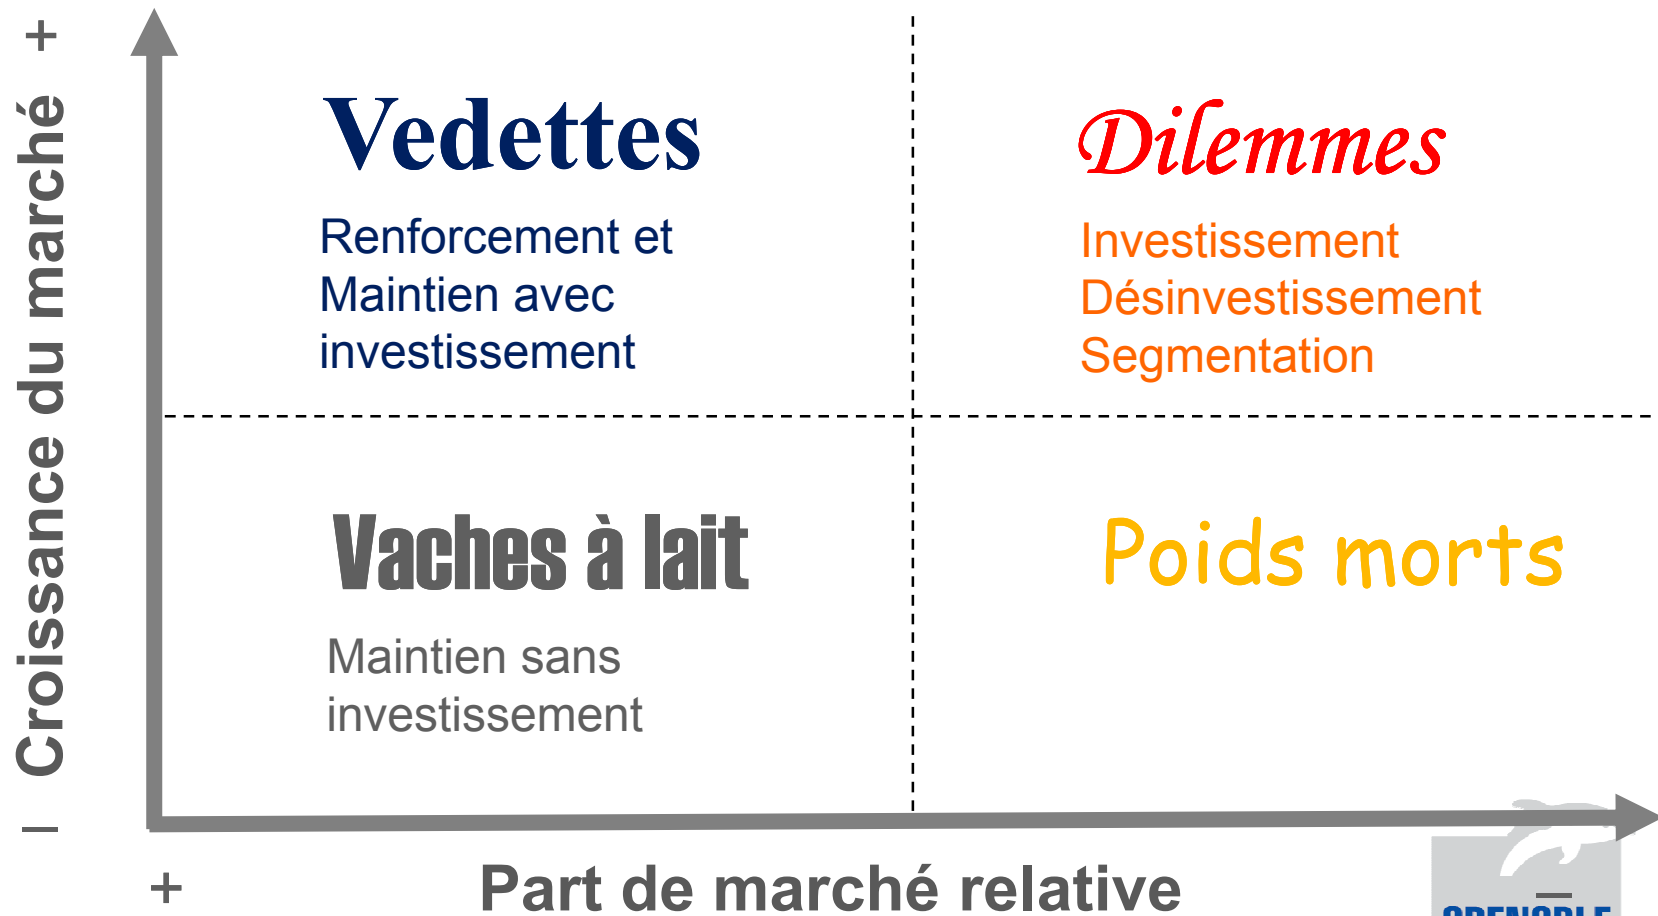 +
Croissance du marché
–
Vedettes
Renforcement et
Maintien avec
investissement
Dilemmes
Investissement
Désinvestissement
Segmentation
Vaches à lait
Maintien sans
investissement
Poids morts
+
Part de marché relative
–
GRENOBLE